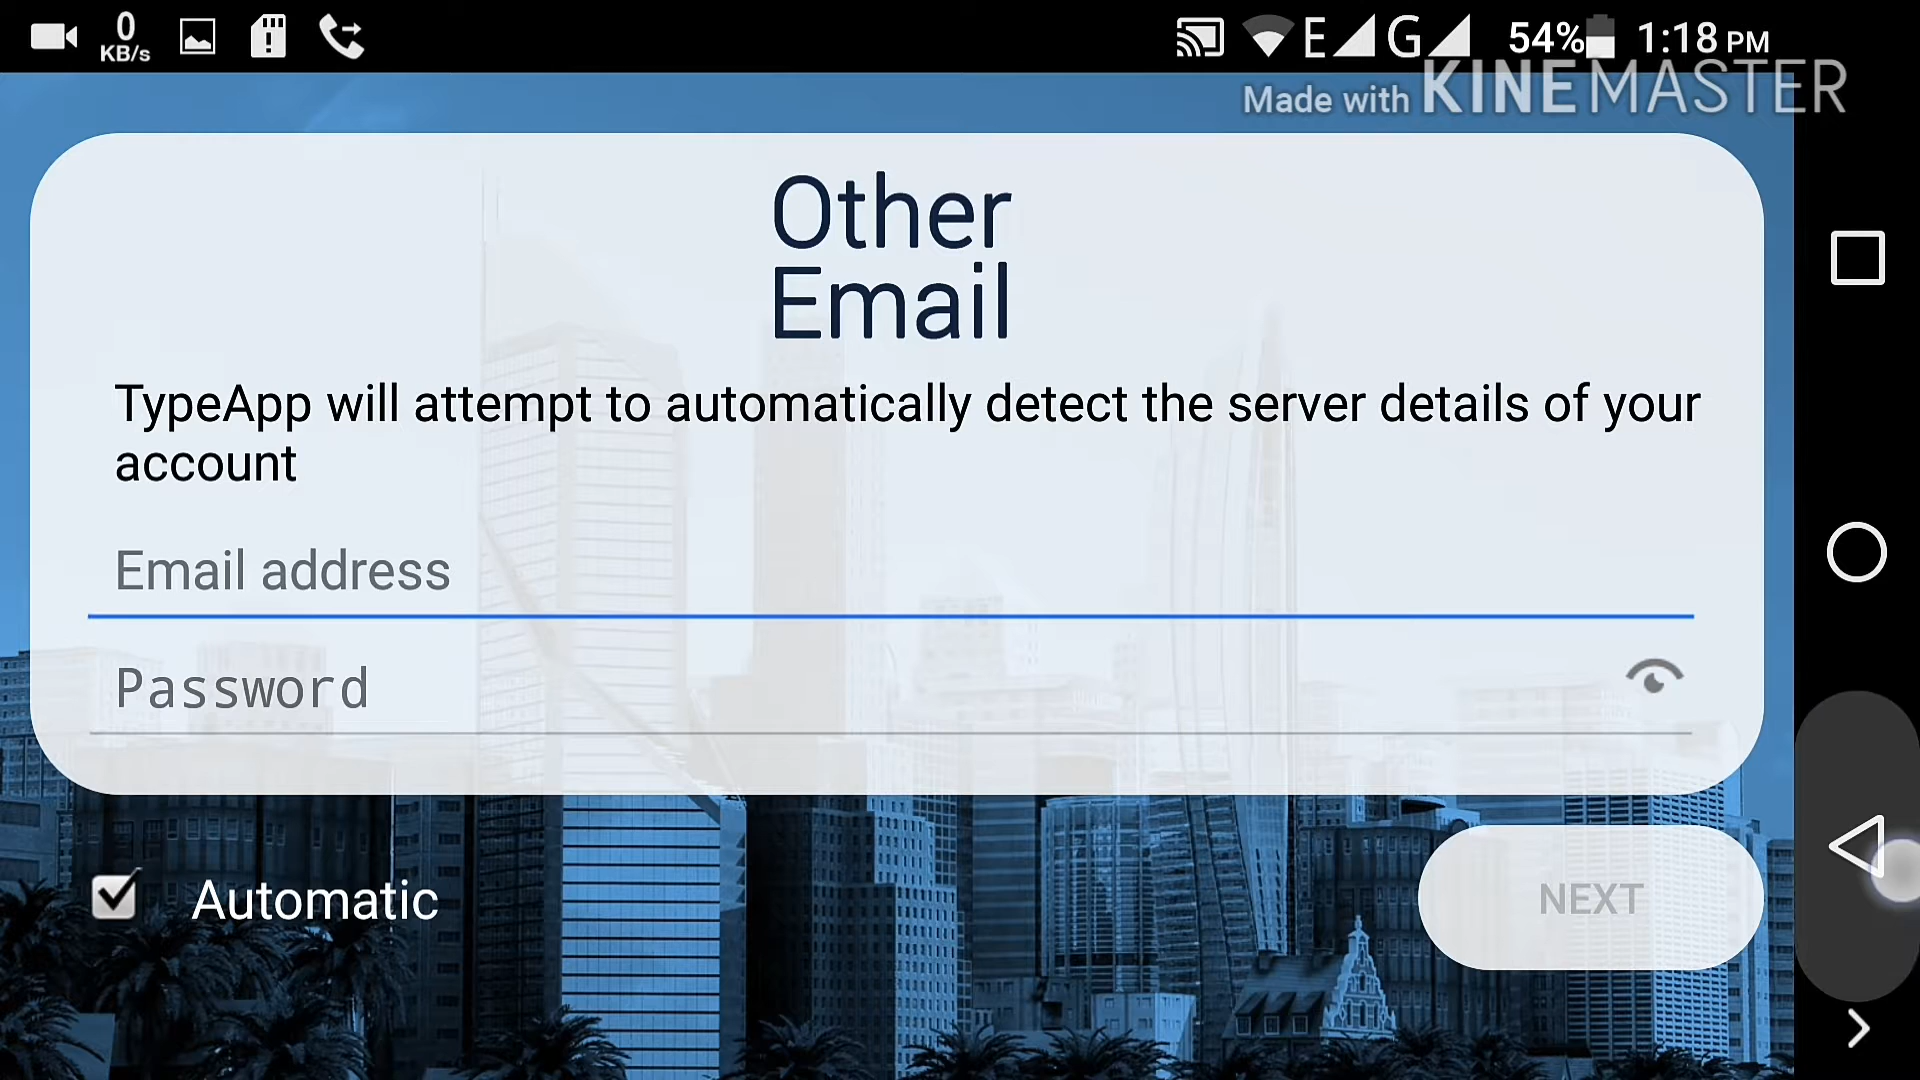 0
KB/s
E
G
54%
1:18 PM
Made with KINEMASTER
Other
Email
TypeApp will attempt to automatically detect the server details of your
account
Email address
Password
Automatic
NEXT